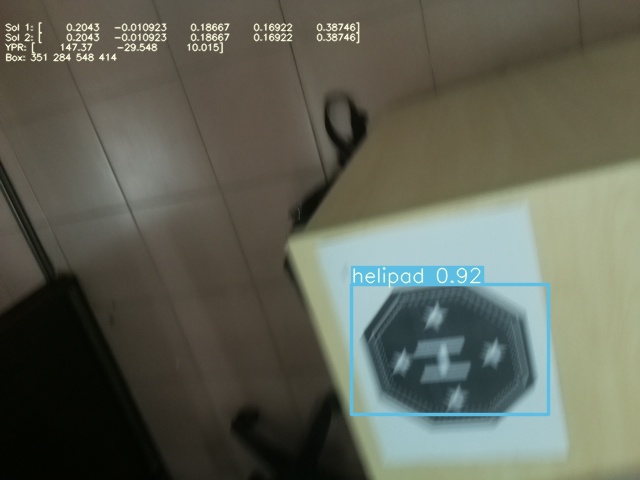 Sol 1: [ 0.2043 -0.010923 0.18667 0.16922 0.38746]
Sol 2: [ 0.2043 -0.010923 0.18667 0.16922 0.38746]
YPR: [ 147.37 -29.548 10.015]
Box: 351 284 548 414
helipad 0.92
H